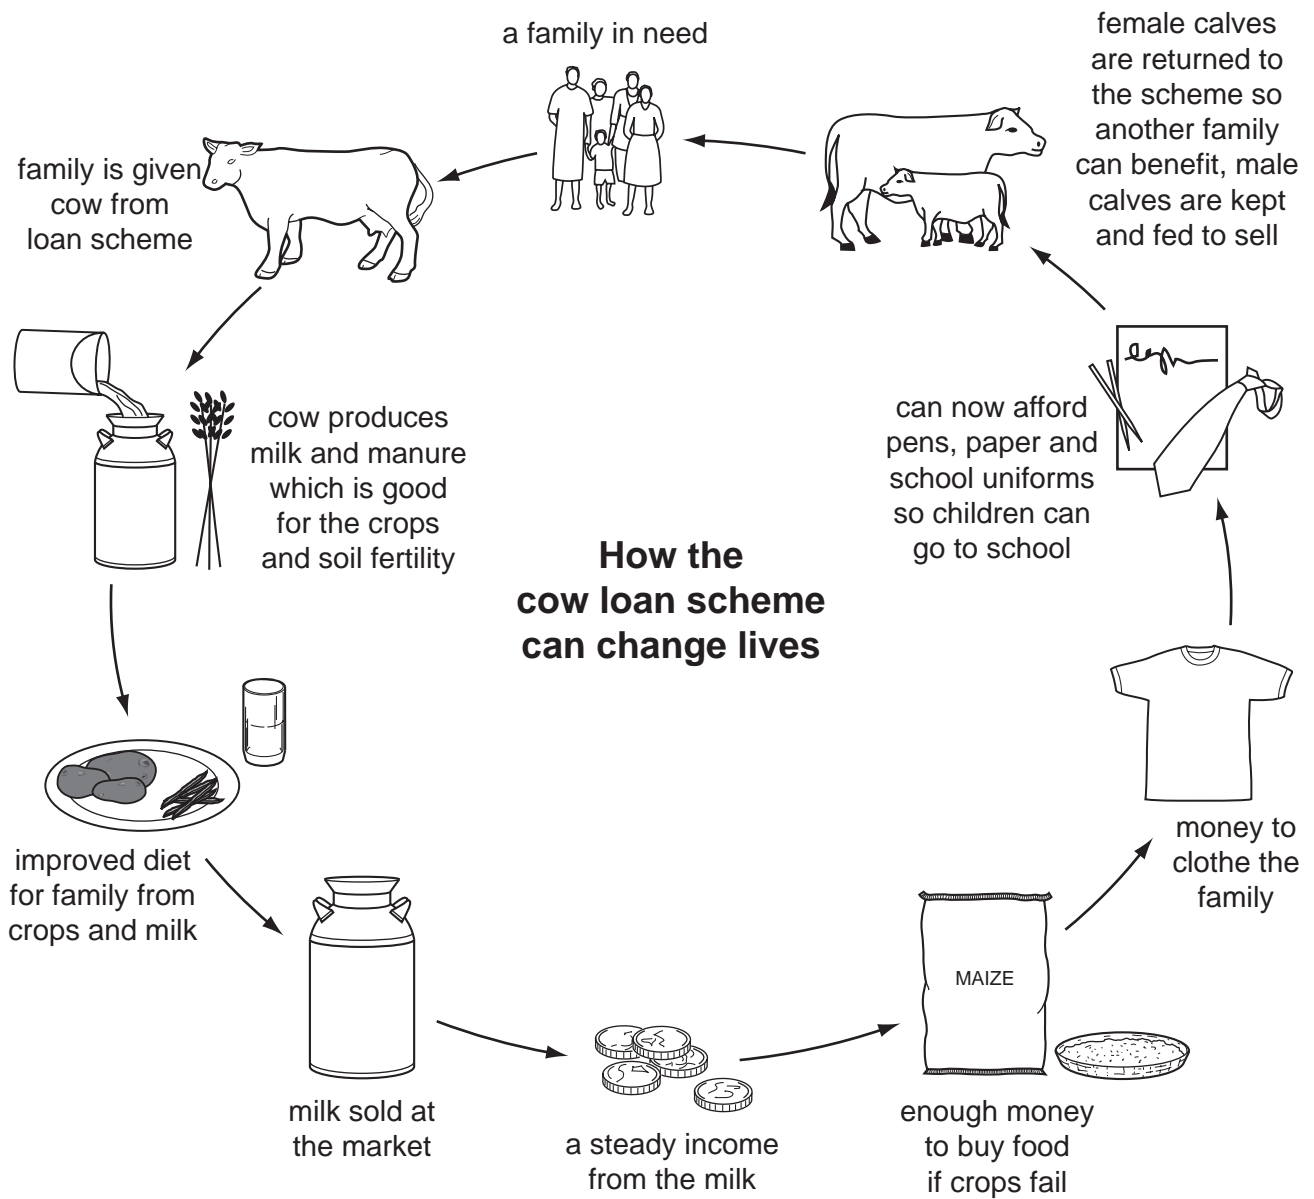 a family in need
family is given
cow from
loan scheme
cow produces
milk and manure
which is good
for the crops
and soil fertility
improved diet
for family from
crops and milk
milk sold at
the market
a steady income
from the milk
MAIZE
enough money
to buy food
if crops fail
money to
clothe the
family
can now afford
pens, paper and
school uniforms
so children can
go to school
female calves
are returned to
the scheme so
another family
can benefit, male
calves are kept
and fed to sell
How the
cow loan scheme
can change lives